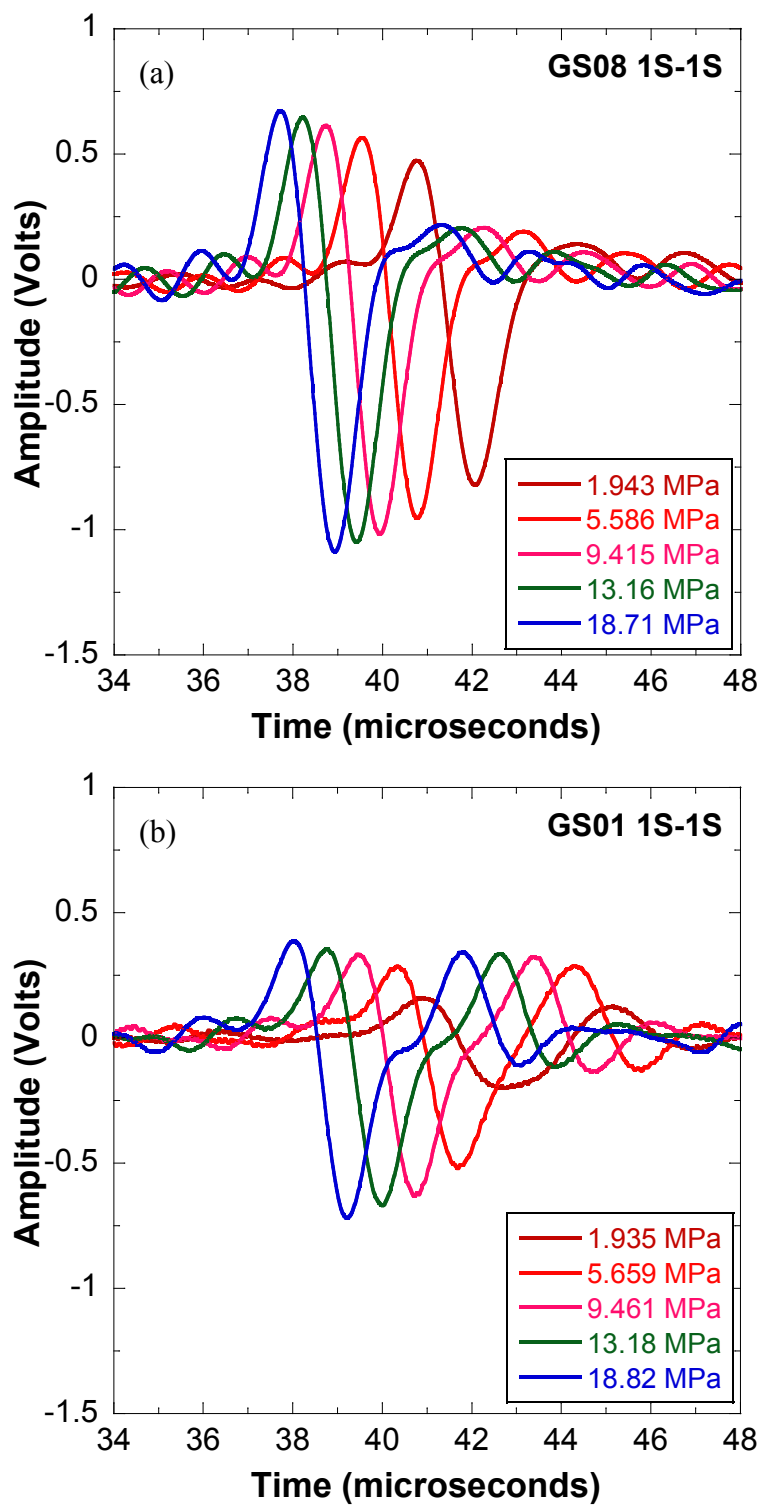 1
(a)
GS08 1S-1S
0.5
0
-0.5
-1
-1.5
Amplitude (Volts)
1.943 MPa
5.586 MPa
9.415 MPa
13.16 MPa
18.71 MPa
34 36 38 40 42 44 46 48
Time (microseconds)
1
(b)
GS01 1S-1S
0.5
0
-0.5
-1
-1.5
Amplitude (Volts)
1.935 MPa
5.659 MPa
9.461 MPa
13.18 MPa
18.82 MPa
34 36 38 40 42 44 46 48
Time (microseconds)